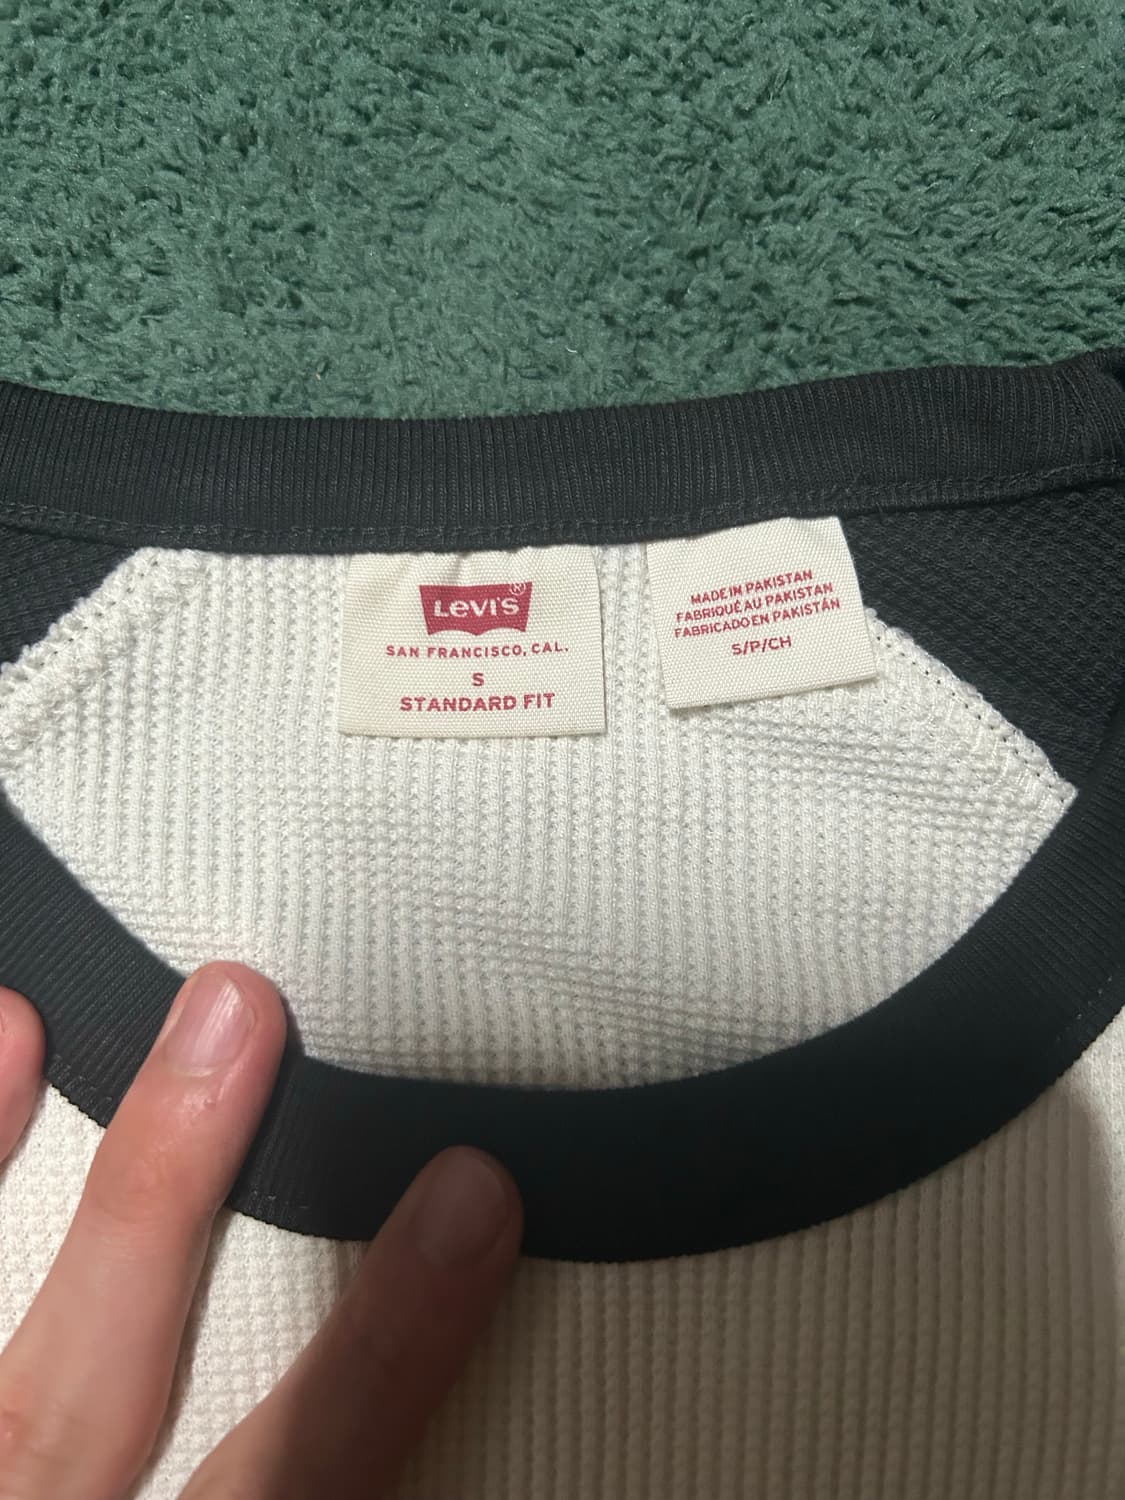 LEVI'S®
SAN FRANCISCO, CAL.
S
STANDARD FIT
MADE IN PAKISTAN
FABRIQUÉ AU PAKISTAN
FABRICADO EN PAKISTÁN
S/P/CH